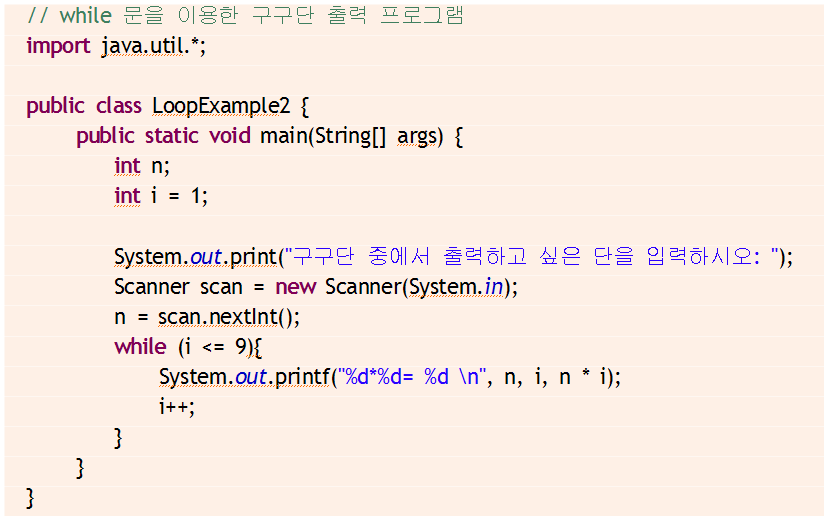 // while 문을 이용한 구구단 출력 프로그램
import java.util.*;
public class LoopExample2 {
public static void main(String[] args) {
int n;
int i = 1;
System.out.print("구구단 중에서 출력하고 싶은 단을 입력하시오: ");
Scanner scan = new Scanner(System.in);
n = scan.nextInt();
while (i <= 9){
System.out.printf("%d*%d= %d \n", n, i, n * i);
i++;
}
}
}